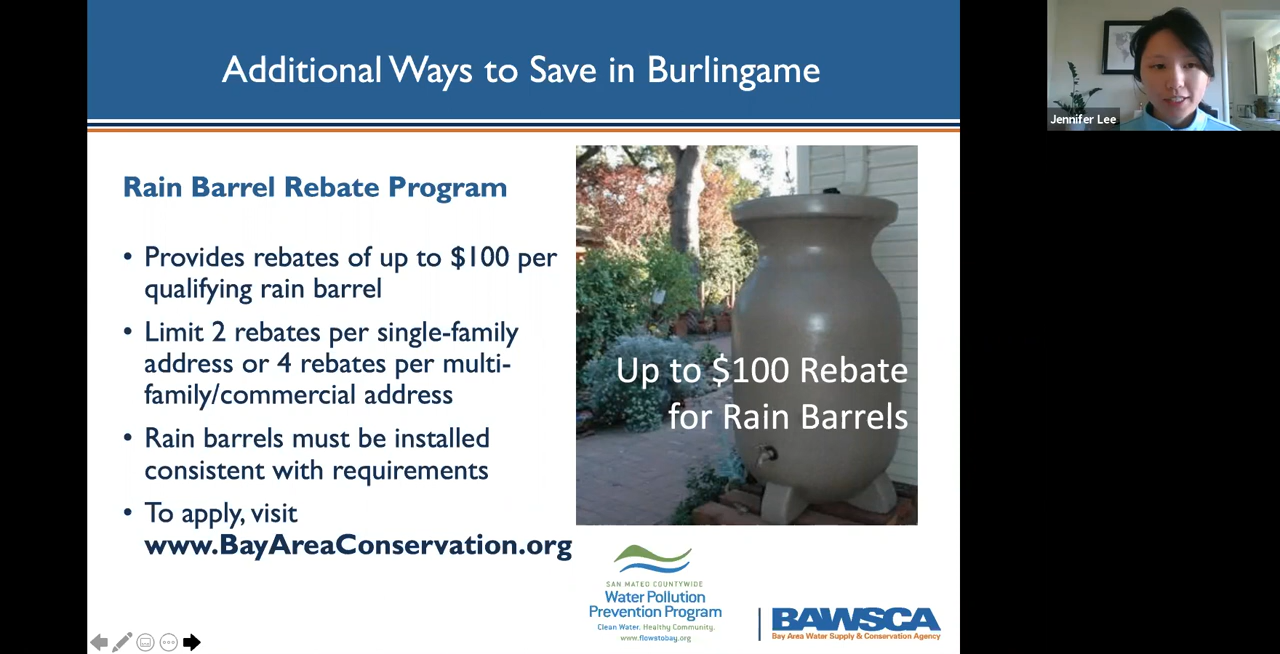 Additional Ways to Save in Burlingame
Jennifer Lee
Rain Barrel Rebate Program
• Provides rebates of up to $100 per
qualifying rain barrel
• Limit 2 rebates per single-family
address or 4 rebates per multi-
family/commercial address
• Rain barrels must be installed
consistent with requirements
• To apply, visit
www.BayAreaConservation.org
Up to $100 Rebate
for Rain Barrels
SAN MATEO COUNTYWIDE
Water Pollution
Prevention Program
Clean Water. Healthy Community.
www.flowstobay.org
BAWSCA
Bay Area Water Supply & Conservation Agency